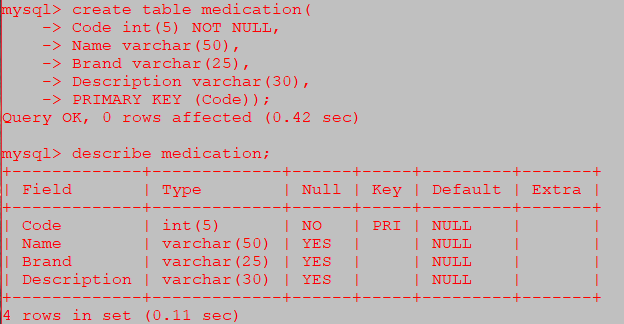 mysql> create table medication(
    -> Code int(5) NOT NULL,
    -> Name varchar(50),
    -> Brand varchar(25),
    -> Description varchar(30),
    -> PRIMARY KEY (Code));
Query OK, 0 rows affected (0.42 sec)

mysql> describe medication;
+-------------+-------------+------+-----+---------+-------+
| Field       | Type        | Null | Key | Default | Extra |
+-------------+-------------+------+-----+---------+-------+
| Code        | int(5)      | NO   | PRI | NULL    |       |
| Name        | varchar(50) | YES  |     | NULL    |       |
| Brand       | varchar(25) | YES  |     | NULL    |       |
| Description | varchar(30) | YES  |     | NULL    |       |
+-------------+-------------+------+-----+---------+-------+
4 rows in set (0.11 sec)